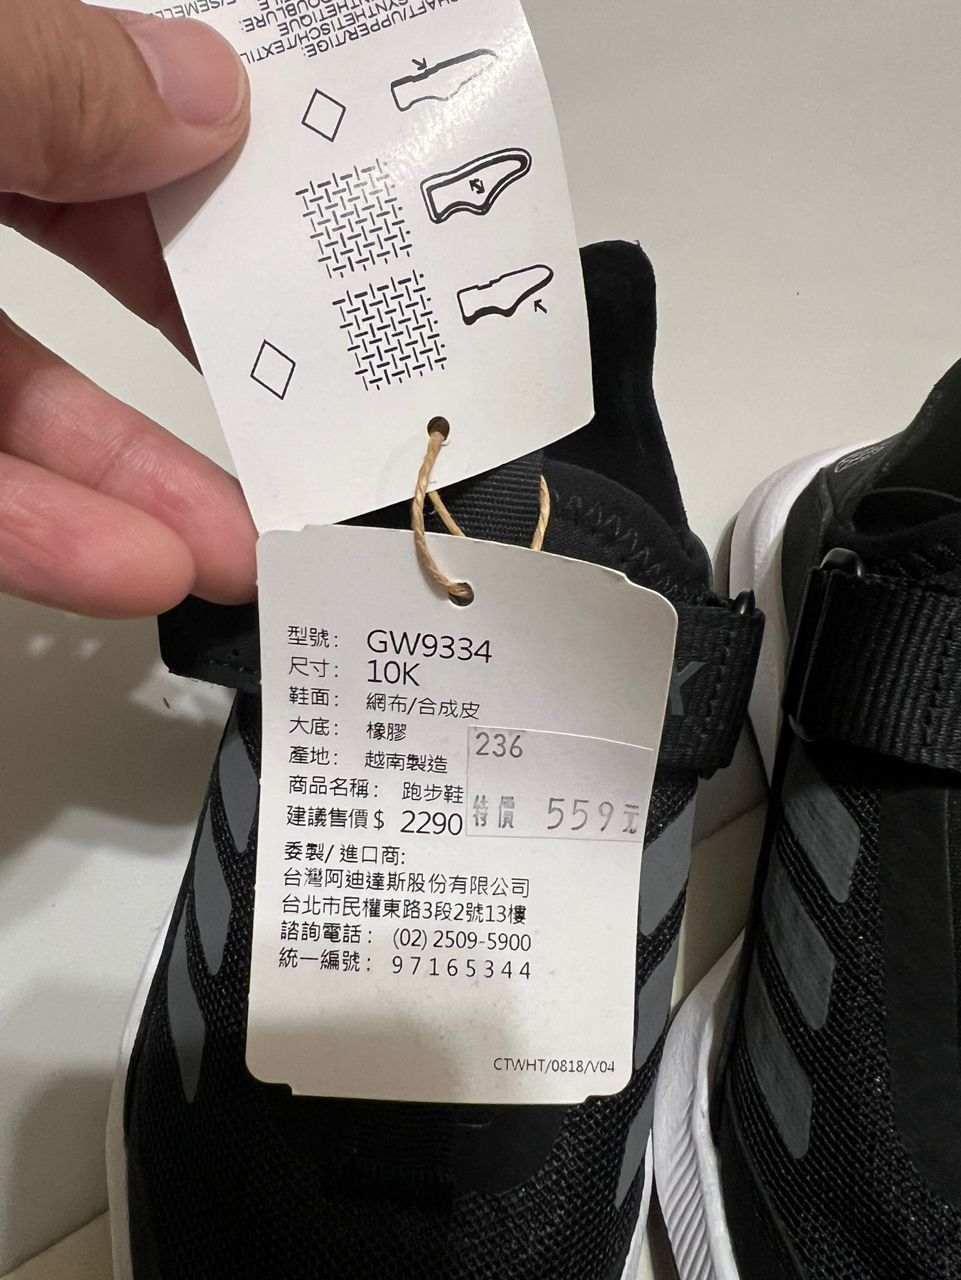 SYNTHETISCH/TEXTIL
型號: GW9334
尺寸: 10K
鞋面: 網布/合成皮
大底: 橡膠
產地: 越南製造
商品名稱: 跑步鞋
建議售價$ 2290
236
特價 559元
委製/進口商:
台灣阿迪達斯股份有限公司
台北市民權東路3段2號13樓
諮詢電話: (02) 2509-5900
統一編號: 97165344
CTWHT/0818/V04